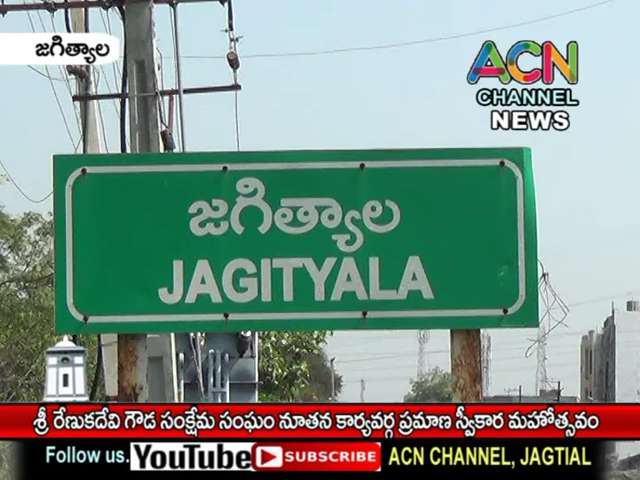 జగిత్యాల
ACN
CHANNEL
NEWS
జగిత్యాల
JAGITYALA
శ్రీ రేణుకదేవి గౌడ సంక్షేమ సంఘం నూతన కార్యవర్గ ప్రమాణ స్వీకార మహోత్సవం
Follow us. YouTube SUBSCRIBE ACN CHANNEL, JAGTIAL